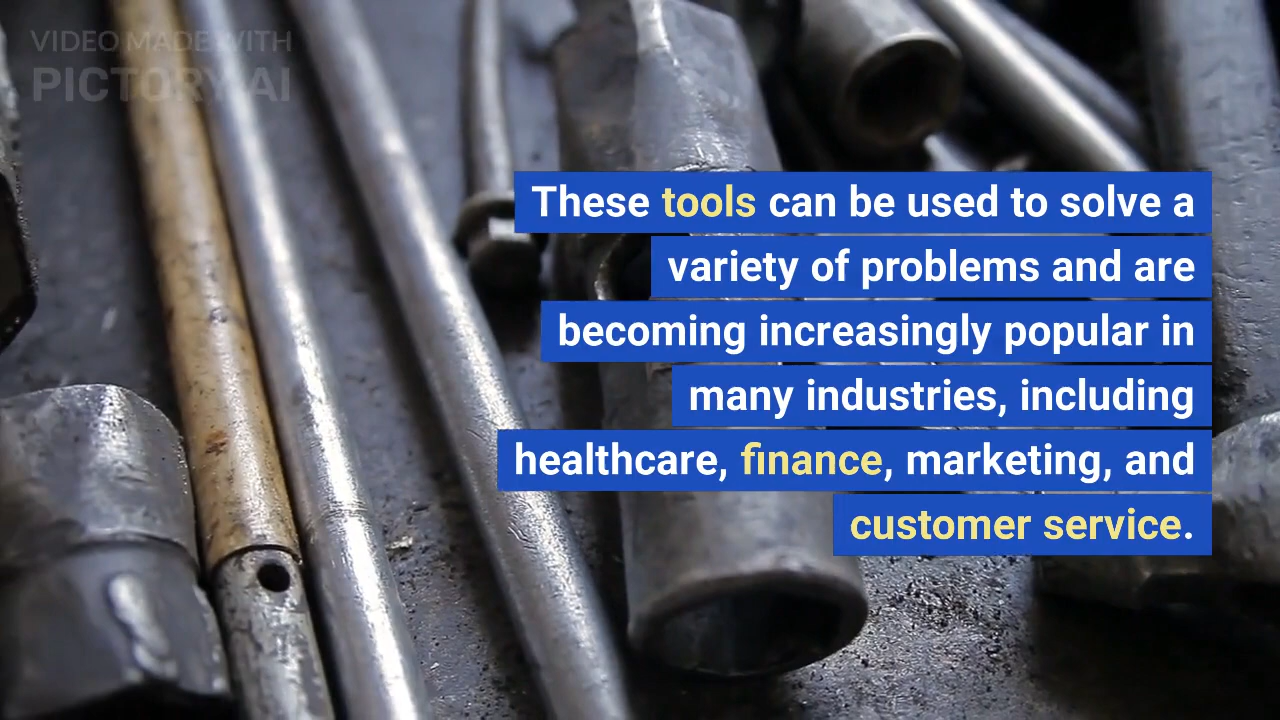 VIDEO MADE WITH
PICTORY.AI
These tools can be used to solve a
variety of problems and are
becoming increasingly popular in
many industries, including
healthcare, finance, marketing, and
customer service.